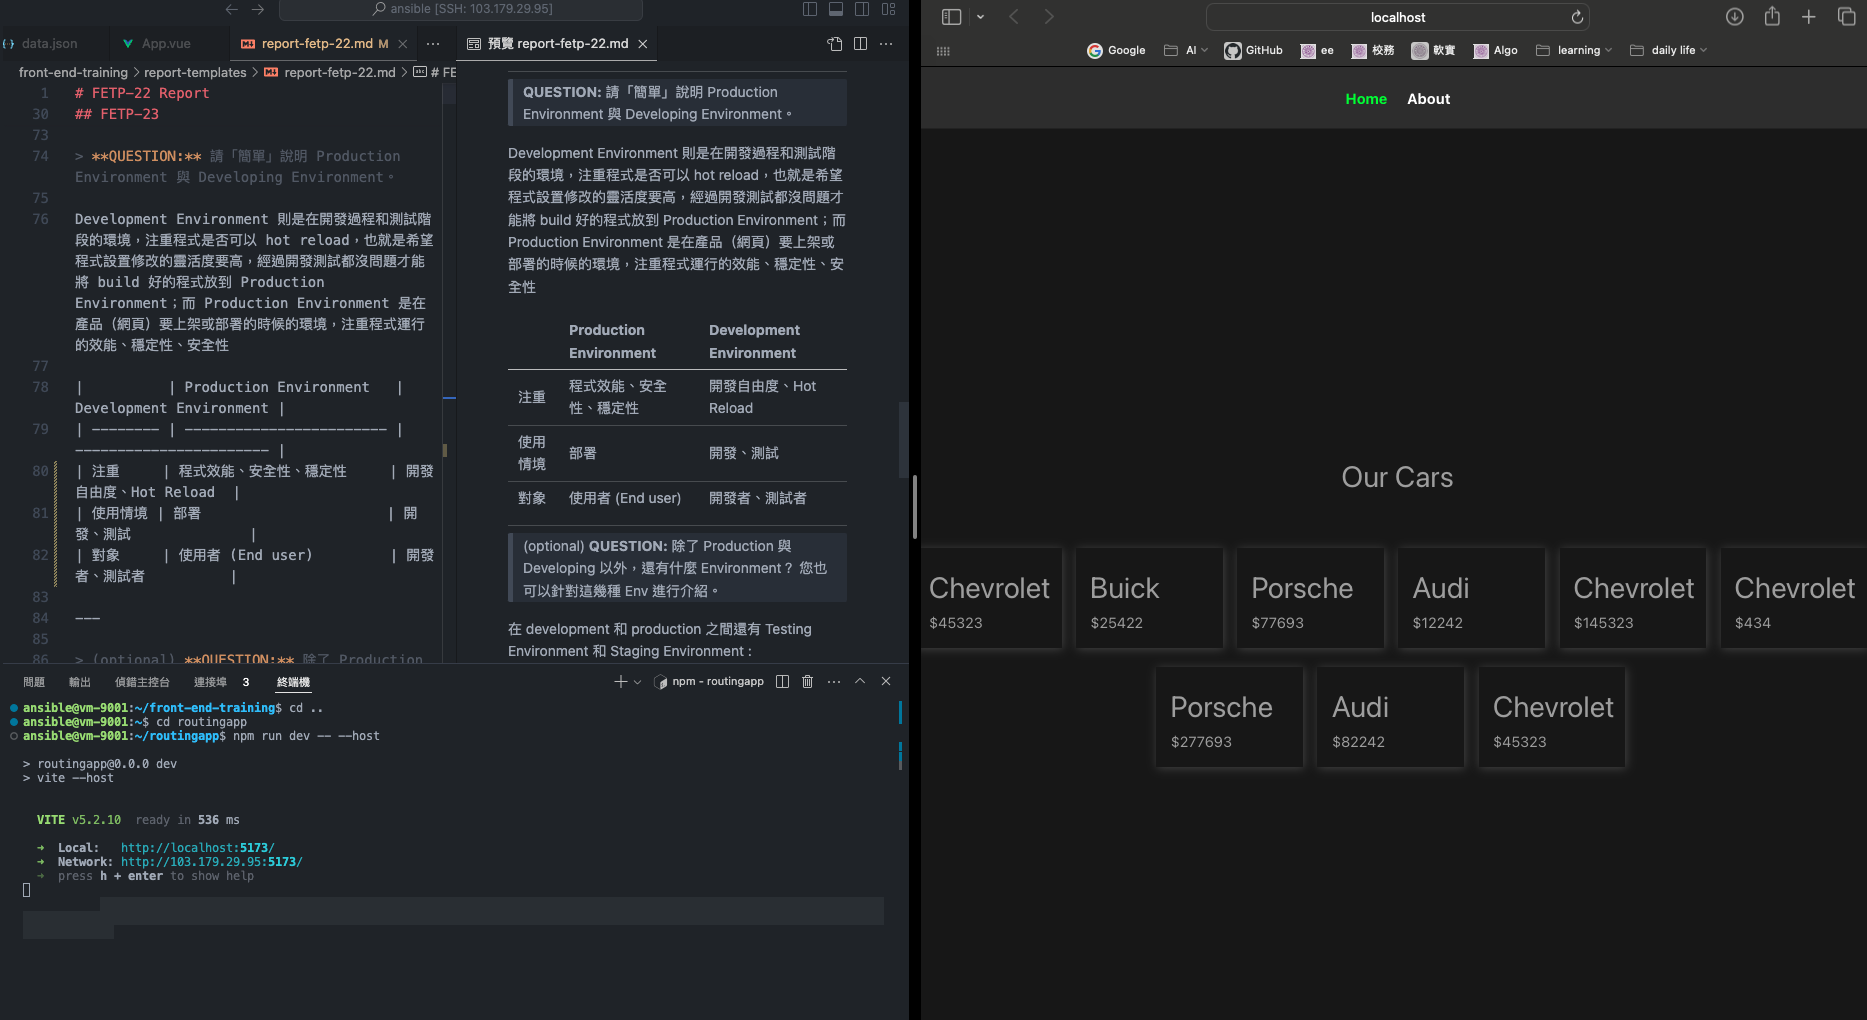 ansible [SSH: 103.179.29.95]
data.json
App.vue
report-fetp-22.md M
預覽 report-fetp-22.md
front-end-training > report-templates > report-fetp-22.md > # FE
1 # FETP-22 Report
30 ## FETP-23
73
74 > **QUESTION:** 請「簡單」說明 Production
Environment 與 Developing Environment。
75
76 Development Environment 則是在開發過程和測試階
段的環境，注重程式是否可以 hot reload，也就是希望
程式設置修改的靈活度要高，經過開發測試都沒問題才能
將 build 好的程式放到 Production
Environment；而 Production Environment 是在
產品（網頁）要上架或部署的時候的環境，注重程式運行
的效能、穩定性、安全性
77
78 | | Production Environment |
Development Environment |
79 | -------- | ------------------------ |
----------------------- |
80 | 注重 | 程式效能、安全性、穩定性 | 開發
自由度、Hot Reload |
81 | 使用情境 | 部署 | 開
發、測試 |
82 | 對象 | 使用者 (End user) | 開發
者、測試者 |
83
84 ---
85
86 > (optional) **QUESTION:** 除了 Production
QUESTION: 請「簡單」說明 Production
Environment 與 Developing Environment。
Development Environment 則是在開發過程和測試階
段的環境，注重程式是否可以 hot reload，也就是希望
程式設置修改的靈活度要高，經過開發測試都沒問題才
能將 build 好的程式放到 Production Environment；而
Production Environment 是在產品（網頁）要上架或
部署的時候的環境，注重程式運行的效能、穩定性、安
全性
Production Environment
Development Environment
注重
程式效能、安全性、穩定性
開發自由度、Hot Reload
使用情境
部署
開發、測試
對象
使用者 (End user)
開發者、測試者
(optional) QUESTION: 除了 Production 與
Developing 以外，還有什麼 Environment？ 您也
可以針對這幾種 Env 進行介紹。
在 development 和 production 之間還有 Testing
Environment 和 Staging Environment :
問題 輸出 偵錯主控台 連接埠 3 終端機
npm - routingapp
ansible@vm-9001:~/front-end-training$ cd ..
ansible@vm-9001:~$ cd routingapp
ansible@vm-9001:~/routingapp$ npm run dev -- --host
> routingapp@0.0.0 dev
> vite --host
VITE v5.2.10 ready in 536 ms
➜ Local: http://localhost:5173/
➜ Network: http://103.179.29.95:5173/
➜ press h + enter to show help
localhost
Google AI GitHub ee 校務 軟實 Algo learning daily life
Home About
Our Cars
Chevrolet
$45323
Buick
$25422
Porsche
$77693
Audi
$12242
Chevrolet
$145323
Chevrolet
$434
Porsche
$277693
Audi
$82242
Chevrolet
$45323